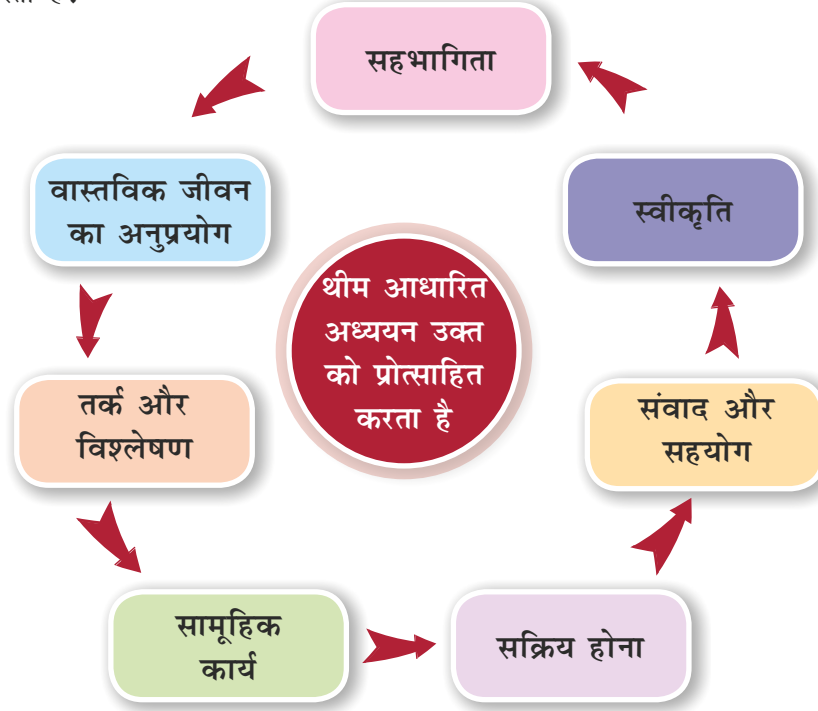 सहभागिता
वास्तविक जीवन
का अनुप्रयोग
तर्क और
विश्लेषण
सामूहिक
कार्य
सक्रिय होना
संवाद और
सहयोग
स्वीकृति
थीम आधारित
अध्ययन उक्त
को प्रोत्साहित
करता है